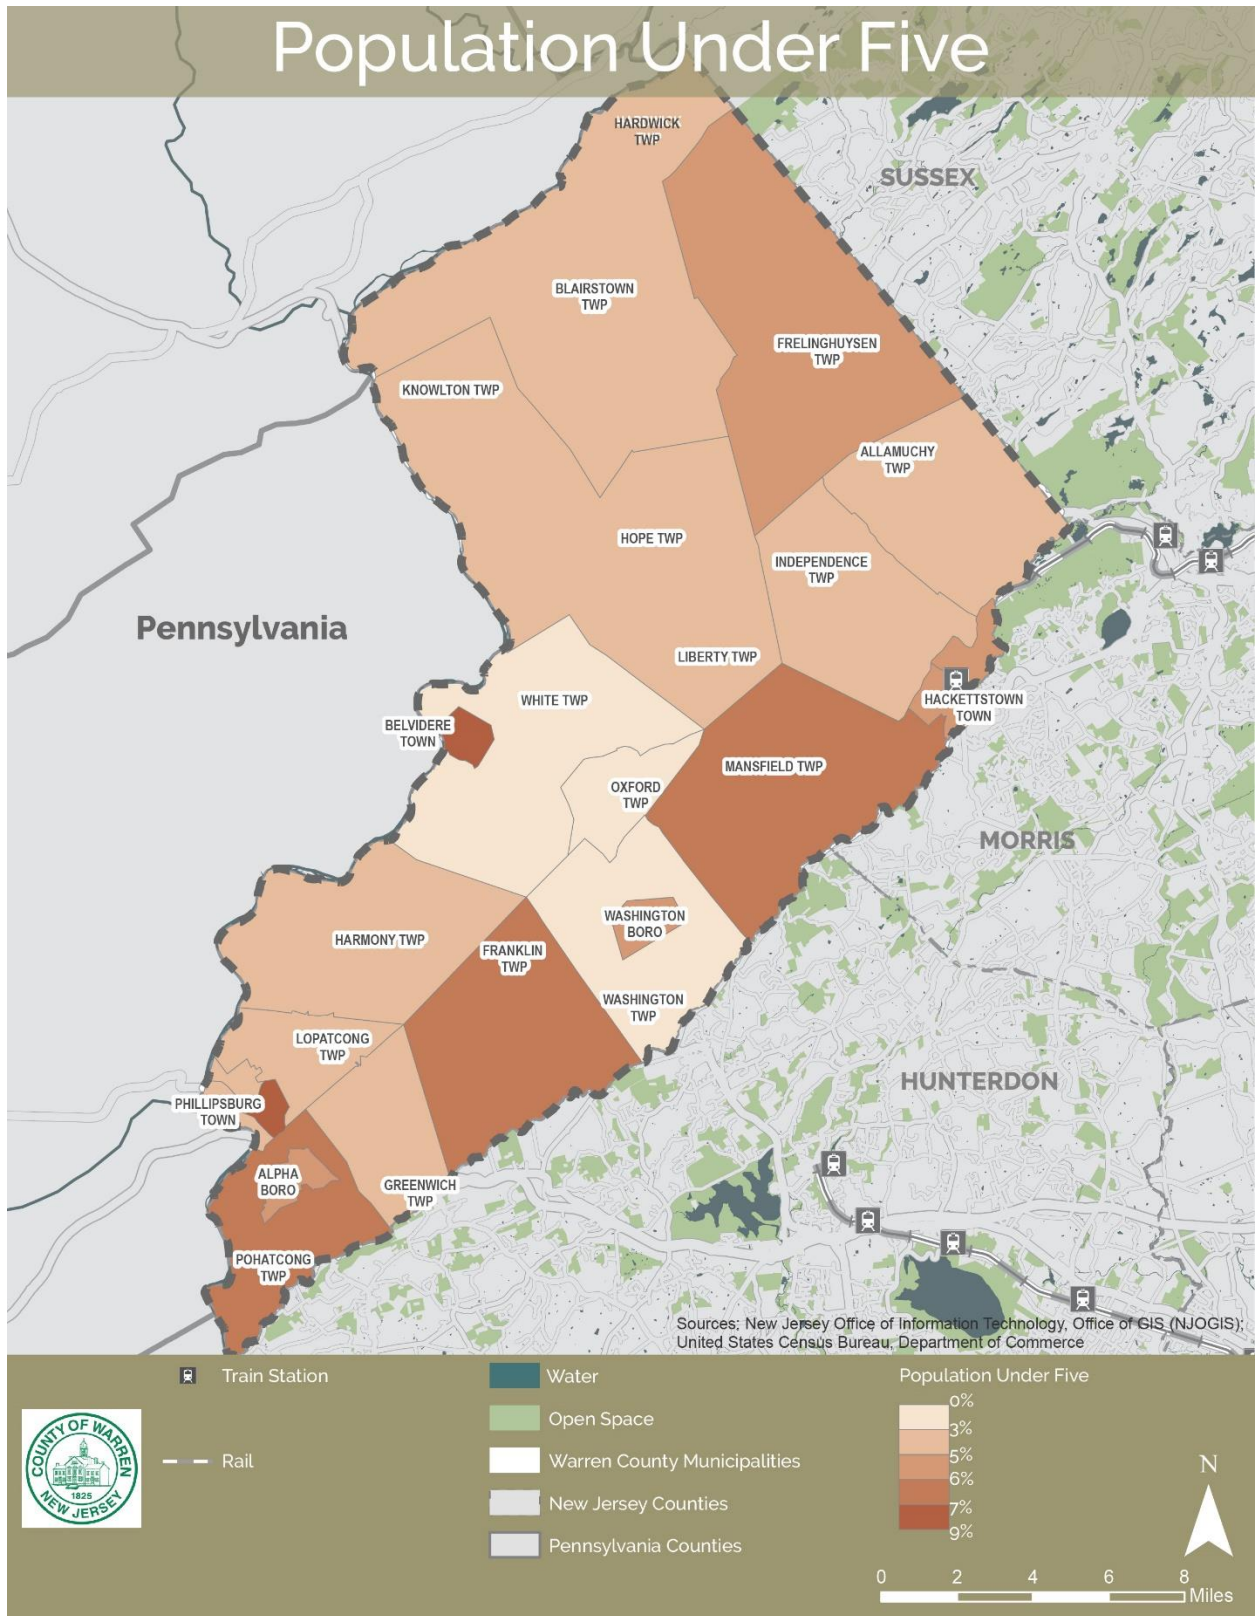 Population Under Five
HARDWICK
TWP
SUSSEX
BLAIRSTOWN
TWP
FRELINGHUYSEN
TWP
KNOWLTON TWP
ALLAMUCHY
TWP
HOPE TWP
INDEPENDENCE
TWP
Pennsylvania
LIBERTY TWP
WHITE TWP
HACKETTSTOWN
TOWN
BELVIDERE
TOWN
MANSFIELD TWP
OXFORD
TWP
MORRIS
WASHINGTON
BORO
HARMONY TWP
FRANKLIN
TWP
WASHINGTON
TWP
LOPATCONG
TWP
HUNTERDON
PHILLIPSBURG
TOWN
ALPHA
BORO
GREENWICH
TWP
POHATCONG
TWP
Sources: New Jersey Office of Information Technology, Office of GIS (NJOGIS);
United States Census Bureau, Department of Commerce
Train Station
Rail
COUNTY OF WARREN
1825
NEW JERSEY
Water
Open Space
Warren County Municipalities
New Jersey Counties
Pennsylvania Counties
Population Under Five
0%
3%
5%
6%
7%
9%
N
0 2 4 6 8
Miles